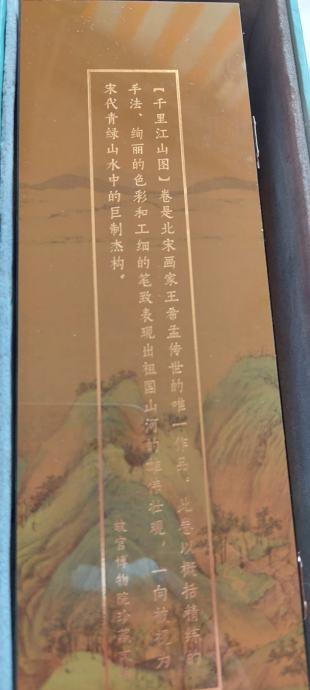 【千里江山图】卷是北宋画家王希孟传世的唯一作品。此卷以概括精练的
手法、绚丽的色彩和工细的笔致表现出祖国山河的雄伟壮观，一向被视为
宋代青绿山水中的巨制杰构。
故宫博物院珍藏